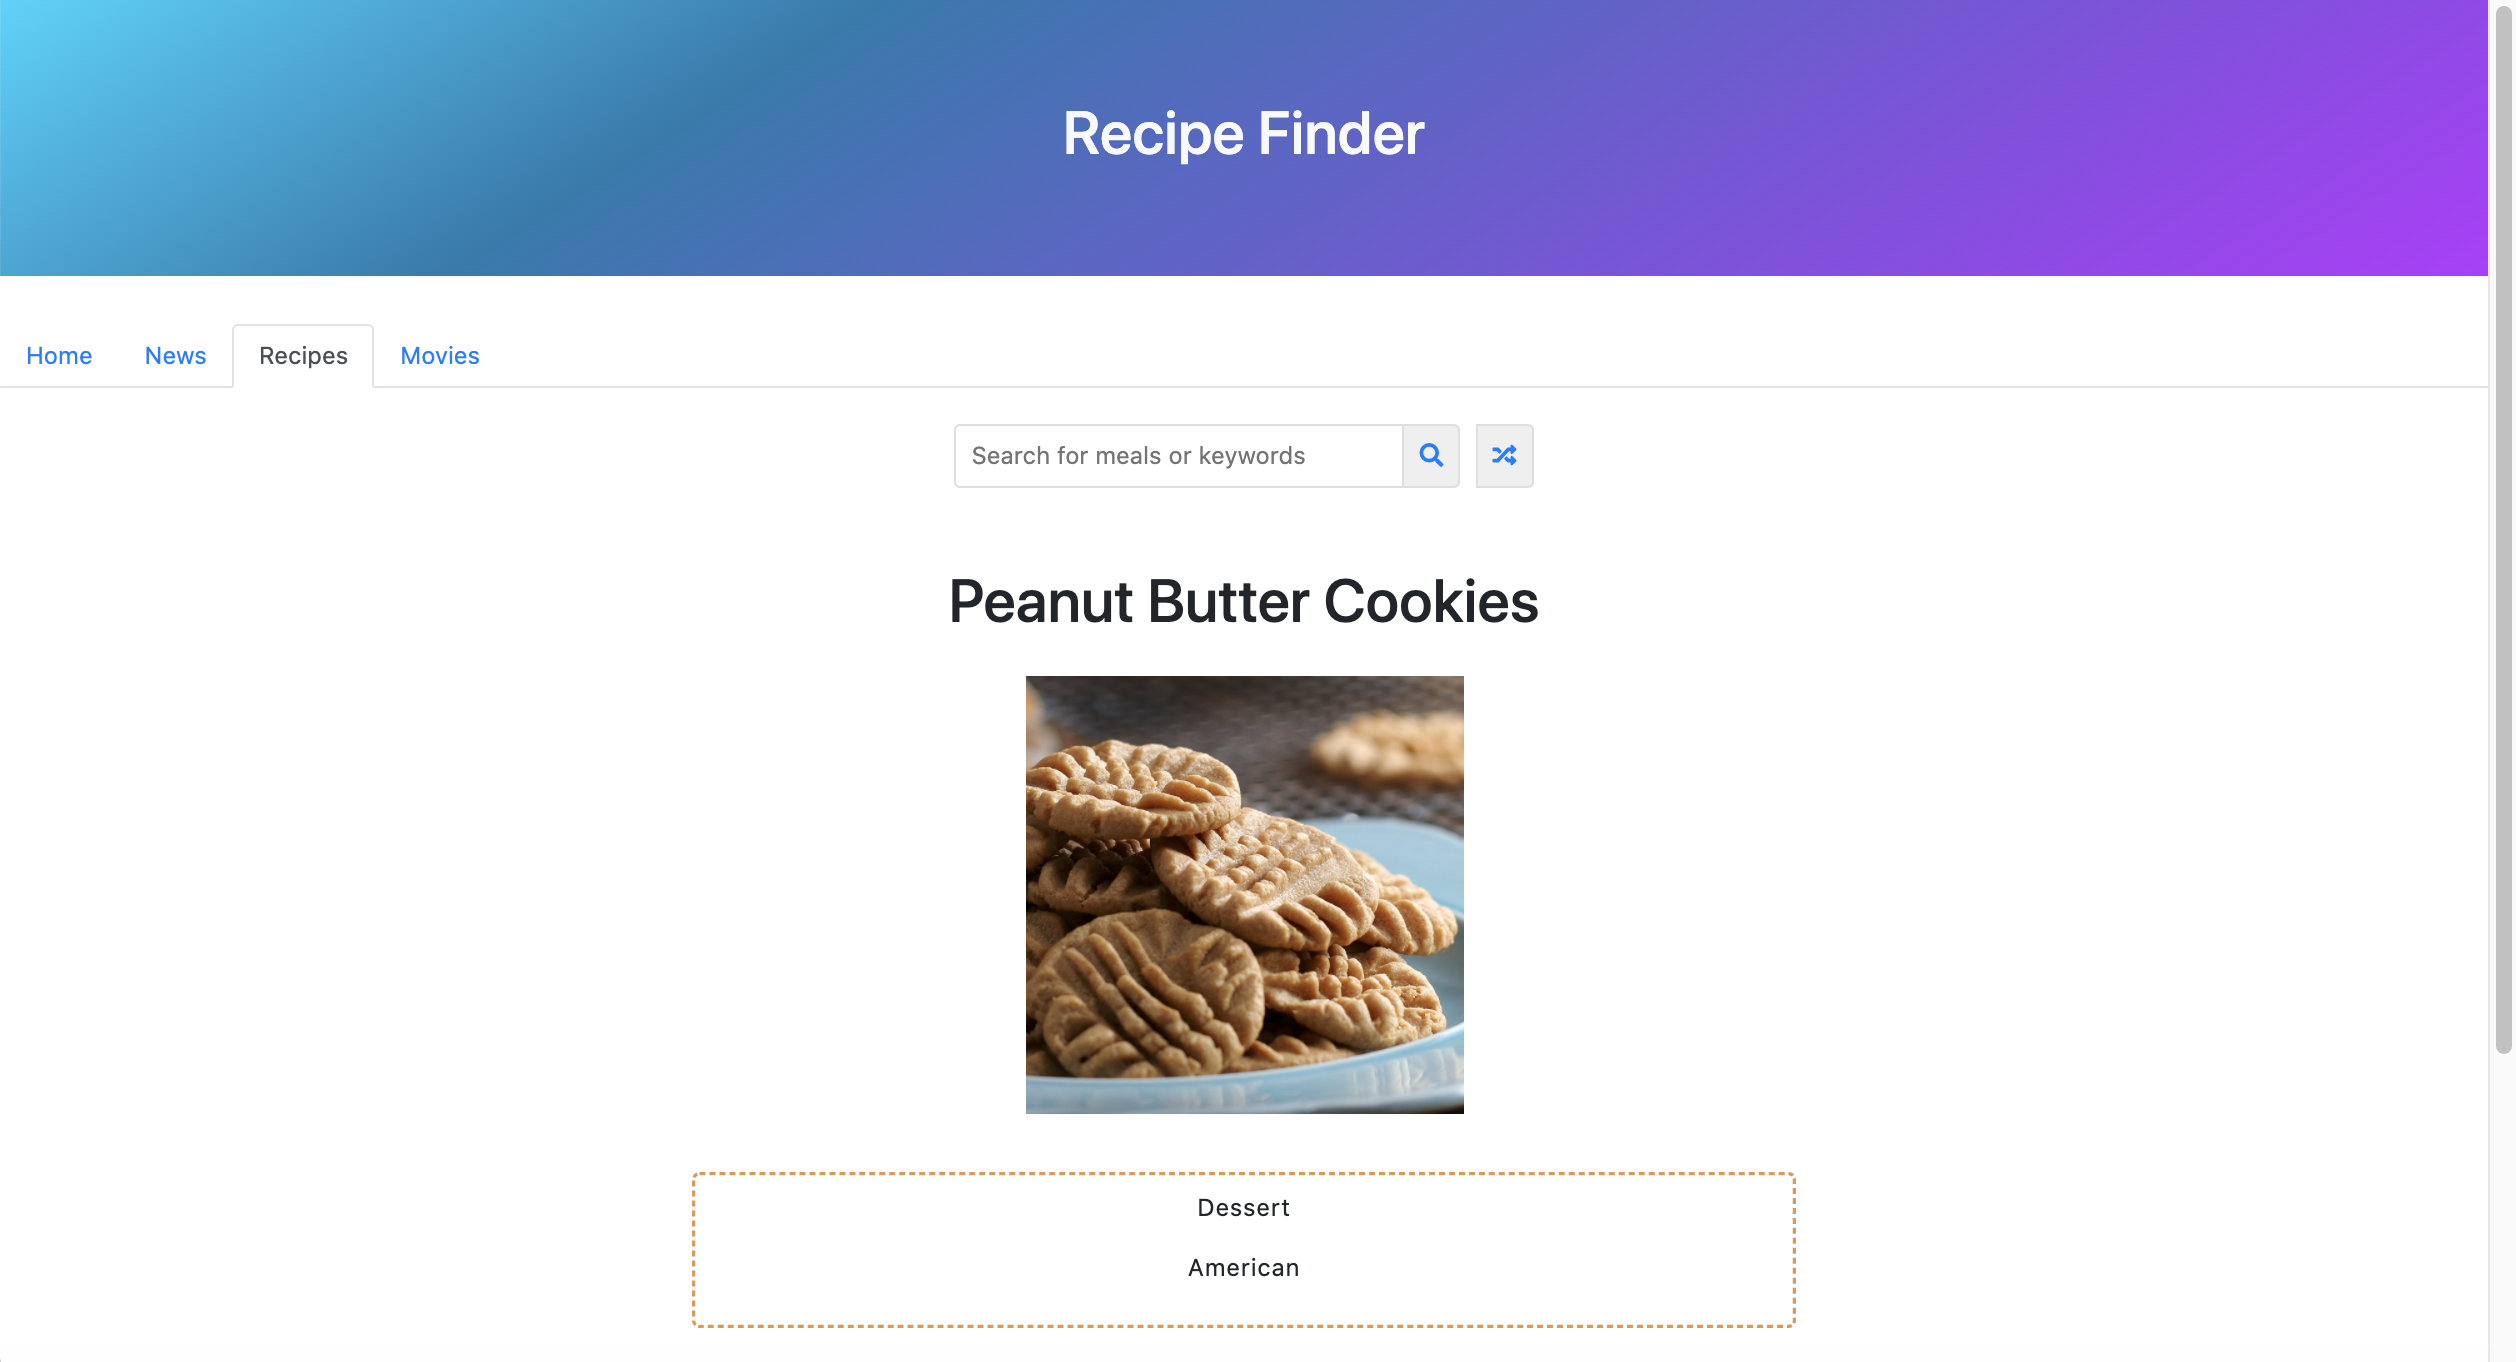 Recipe Finder
Home News Recipes Movies
Search for meals or keywords
Peanut Butter Cookies
Dessert
American